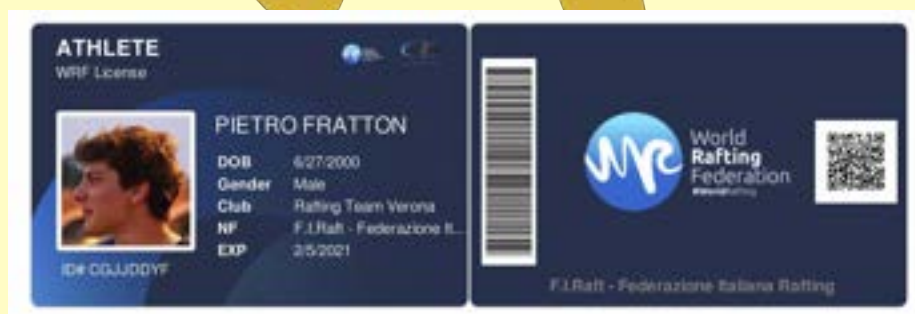 ATHLETE
WRF License
PIETRO FRATTON
DOB 6/27/2000
Gender Male
Club Rafting Team Verona
NF F.I.Raft - Federazione It...
EXP 2/5/2021
ID# CGJJDDYF
World
Rafting
Federation
#WorldRafting
F.I.Raft - Federazione Italiana Rafting